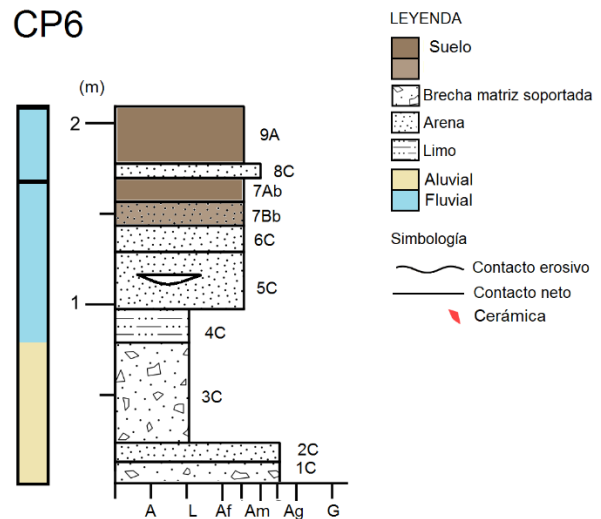 CP6
(m)
2
1
9A
8C
7Ab
7Bb
6C
5C
4C
3C
2C
1C
A L Af Am Ag G
LEYENDA
Suelo
Brecha matriz soportada
Arena
Limo
Aluvial
Fluvial
Simbología
Contacto erosivo
Contacto neto
Cerámica